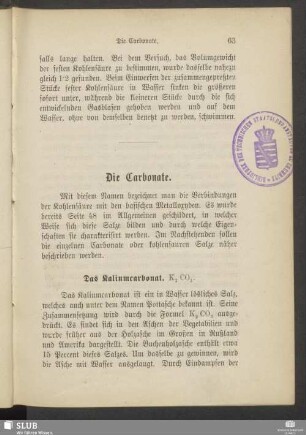 Die Carbonate. 63
falls lange halten. Bei dem Versuch, das Volumgewicht
der festen Kohlensäure zu bestimmen, wurde dasselbe nahezu
gleich 1·2 gefunden. Beim Einwerfen der zusammengepreßten
Stücke fester Kohlensäure in Wasser sinken die größeren
sofort unter, während die kleineren Stücke durch die sich
entwickelnden Gasblasen gehoben werden und auf dem
Wasser, ohne von demselben benetzt zu werden, schwimmen.
Die Carbonate.
Mit diesem Namen bezeichnet man die Verbindungen
der Kohlensäure mit den basischen Metalloxyden. Es wurde
bereits Seite 48 im Allgemeinen geschildert, in welcher
Weise sich diese Salze bilden und durch welche Eigen-
schaften sie charakterisirt werden. Im Nachstehenden sollen
die einzelnen Carbonate oder kohlensauren Salze näher
beschrieben werden.
Das Kaliumcarbonat. K₂ CO₃.
Das Kaliumcarbonat ist ein in Wasser lösliches Salz,
welches auch unter dem Namen Pottasche bekannt ist. Seine
Zusammensetzung wird durch die Formel K₂ CO₃ ausge-
drückt. Es findet sich in den Aschen der Vegetabilien und
wurde früher aus der Holzasche im Großen in Rußland
und Amerika dargestellt. Die Buchenholzasche enthält etwa
15 Percent dieses Salzes. Um dasselbe zu gewinnen, wird
die Asche mit Wasser ausgelaugt. Durch Eindampfen der
SLUB
Wir führen Wissen.